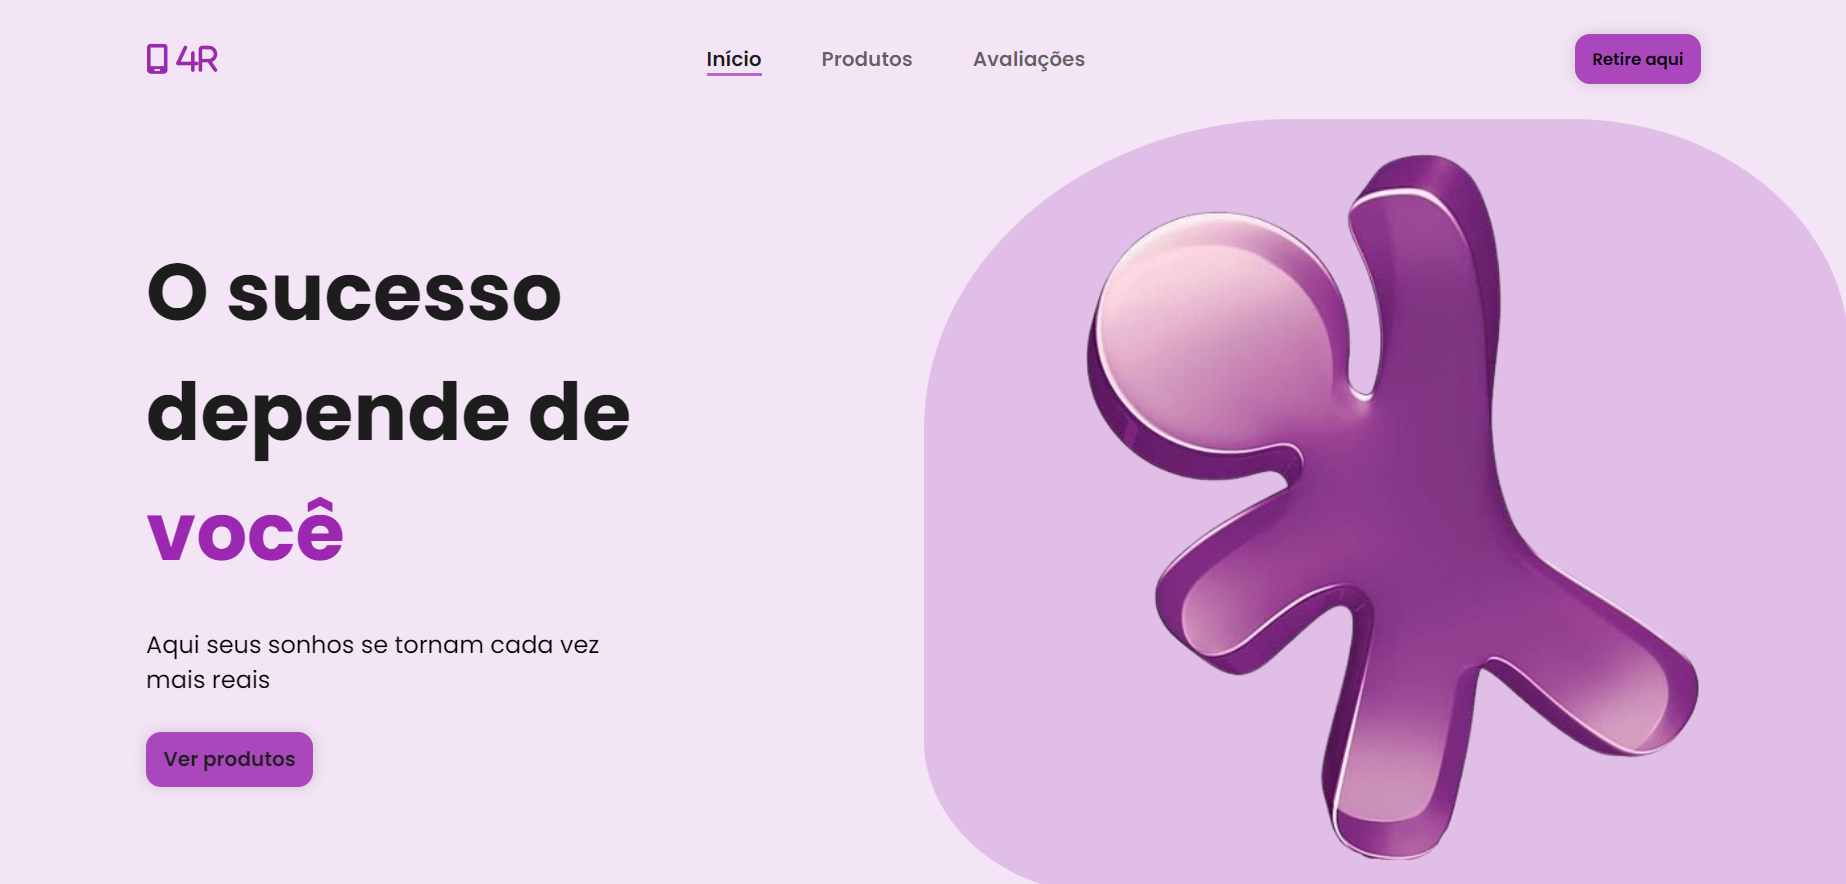 4R
Início
Produtos
Avaliações
Retire aqui
O sucesso
depende de
você
Aqui seus sonhos se tornam cada vez
mais reais
Ver produtos